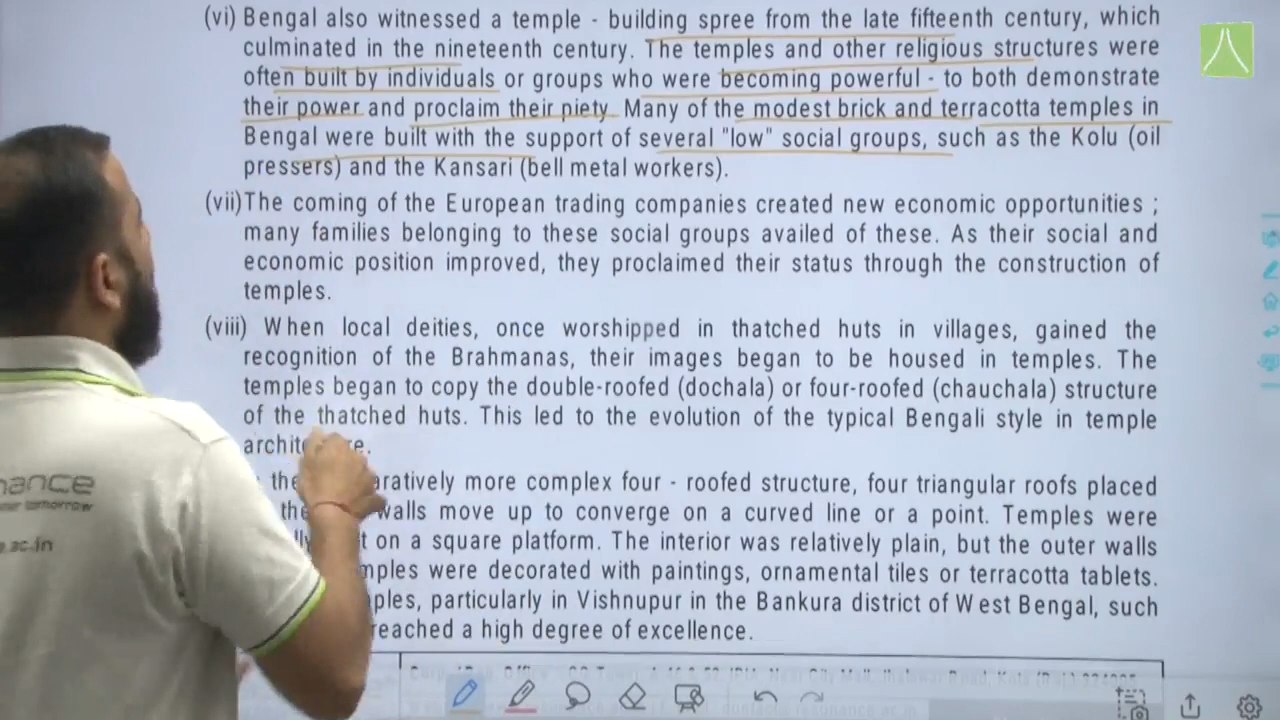 (vi) Bengal also witnessed a temple - building spree from the late fifteenth century, which
culminated in the nineteenth century. The temples and other religious structures were
often built by individuals or groups who were becoming powerful - to both demonstrate
their power and proclaim their piety. Many of the modest brick and terracotta temples in
Bengal were built with the support of several "low" social groups, such as the Kolu (oil
pressers) and the Kansari (bell metal workers).
(vii) The coming of the European trading companies created new economic opportunities ;
many families belonging to these social groups availed of these. As their social and
economic position improved, they proclaimed their status through the construction of
temples.
(viii) When local deities, once worshipped in thatched huts in villages, gained the
recognition of the Brahmanas, their images began to be housed in temples. The
temples began to copy the double-roofed (dochala) or four-roofed (chauchala) structure
of the thatched huts. This led to the evolution of the typical Bengali style in temple
more complex four - roofed structure, four triangular roofs placed
walls move up to converge on a curved line or a point. Temples were
on a square platform. The interior was relatively plain, but the outer walls
were decorated with paintings, ornamental tiles or terracotta tablets.
particularly in Vishnupur in the Bankura district of West Bengal, such
reached a high degree of excellence.